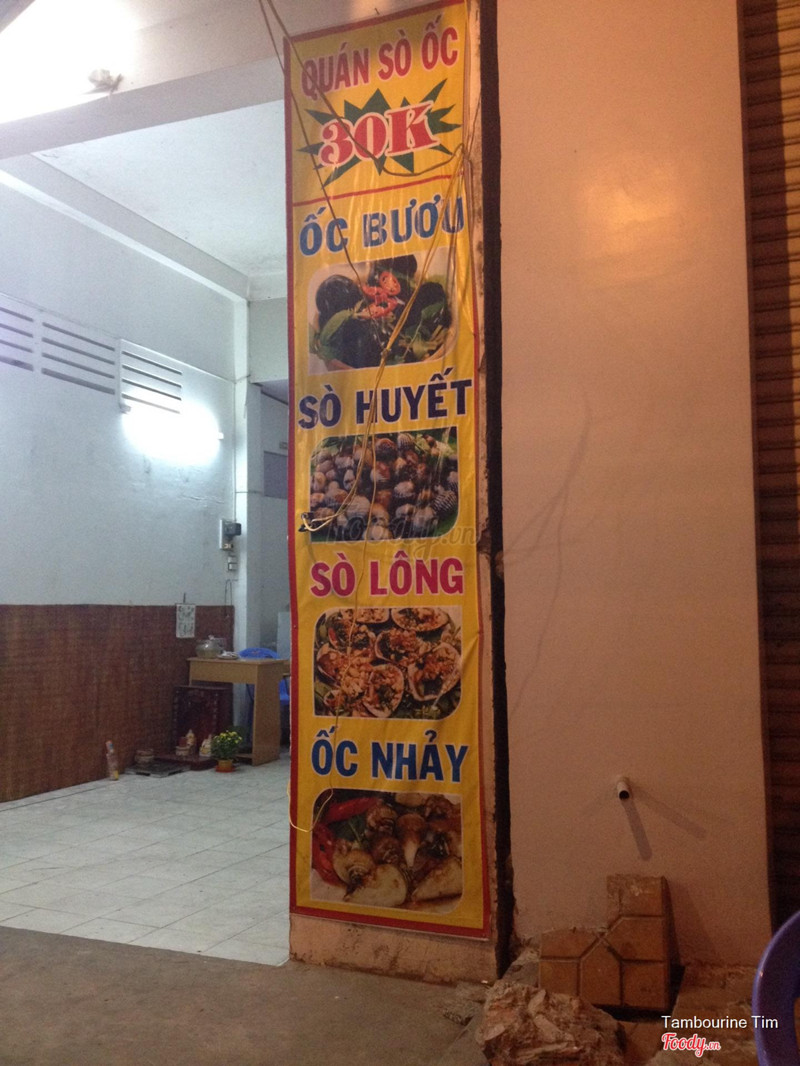 QUÁN SÒ ỐC
30K
ỐC BƯƠU
SÒ HUYẾT
SÒ LÔNG
ỐC NHẢY
Tambourine Tim
Foody.vn